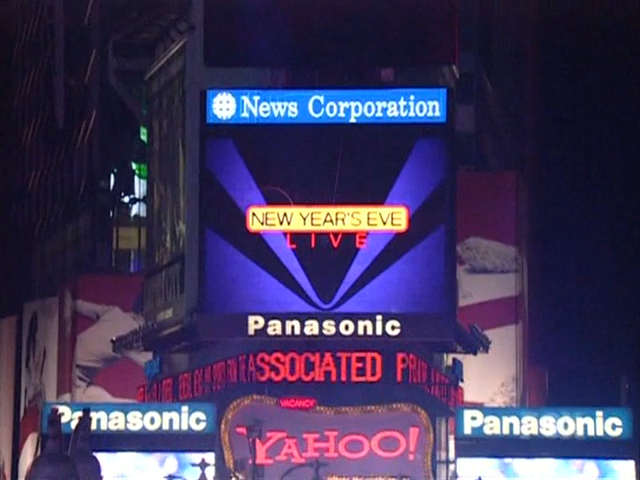 News Corporation
NEW YEAR'S EVE
LIVE
Panasonic
ASSOCIATED
Panasonic
VACANCY
Panasonic
YAHOO!